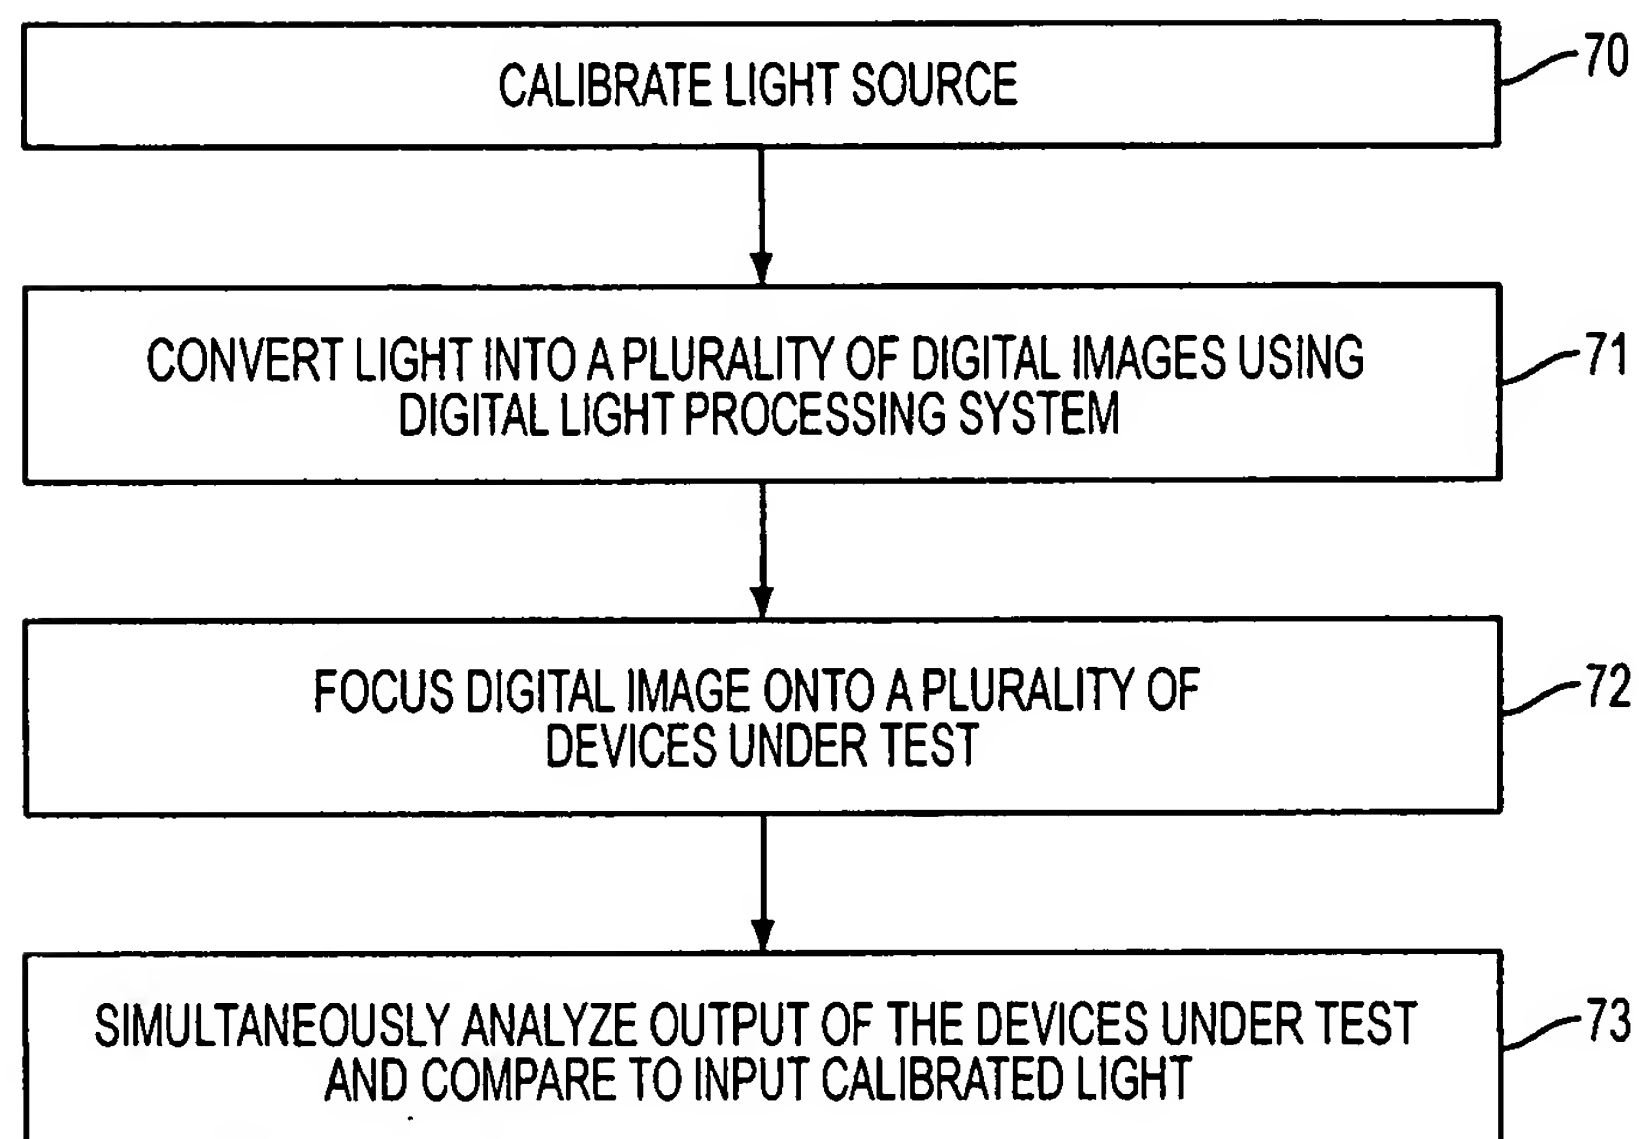 CALIBRATE LIGHT SOURCE
70
CONVERT LIGHT INTO A PLURALITY OF DIGITAL IMAGES USING
DIGITAL LIGHT PROCESSING SYSTEM
71
FOCUS DIGITAL IMAGE ONTO A PLURALITY OF
DEVICES UNDER TEST
72
SIMULTANEOUSLY ANALYZE OUTPUT OF THE DEVICES UNDER TEST
AND COMPARE TO INPUT CALIBRATED LIGHT
73